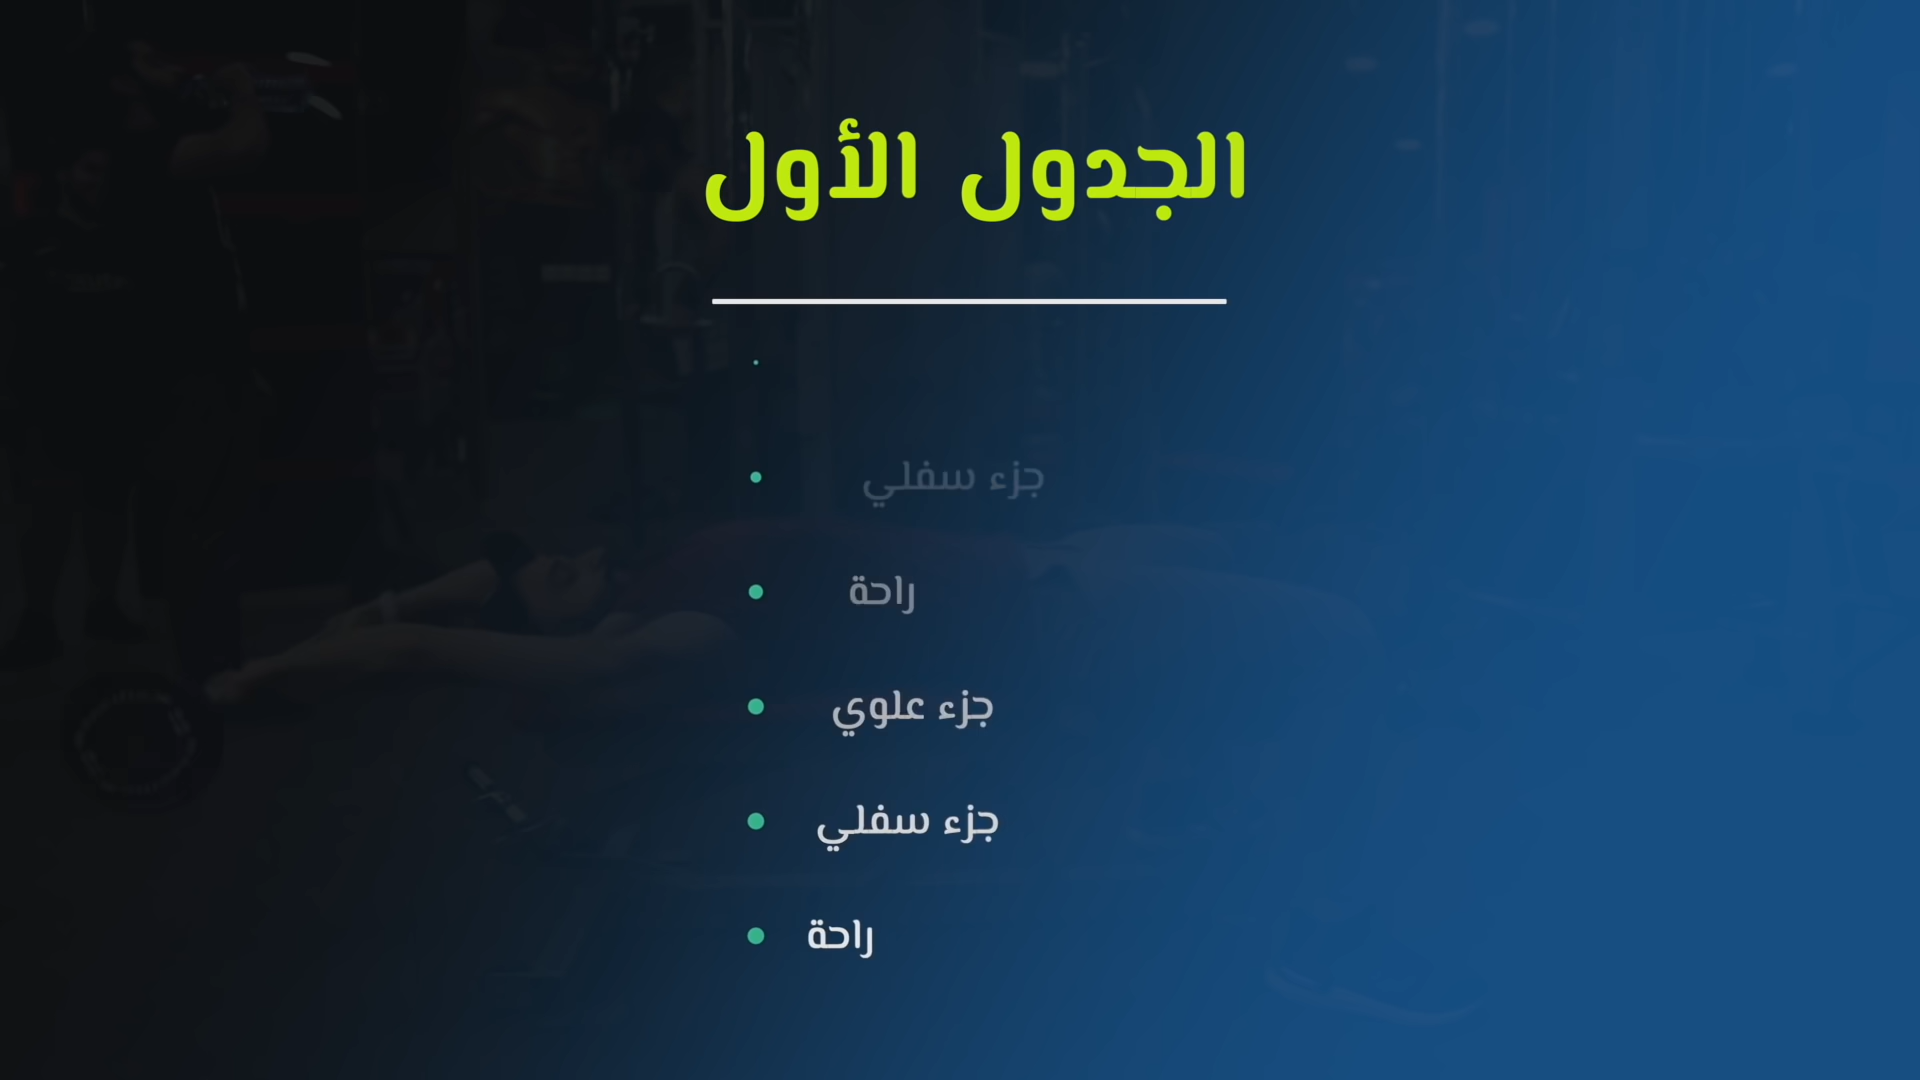 الجدول الأول
جزء سفلي
راحة
جزء علوي
جزء سفلي
راحة